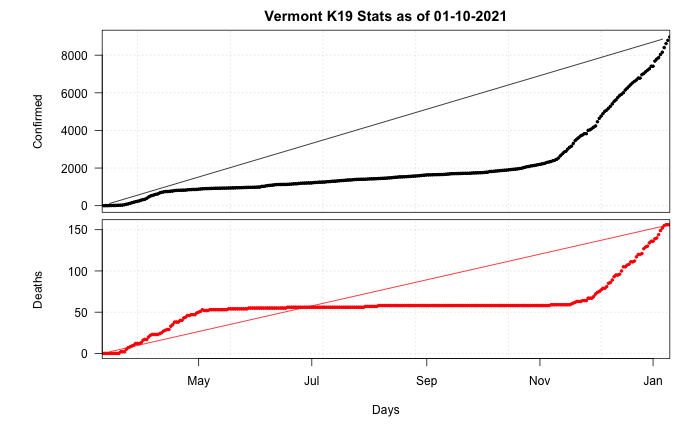 Vermont K19 Stats as of 01-10-2021
Confirmed
8000
6000
4000
2000
0
Deaths
150
100
50
0
May Jul Sep Nov Jan
Days